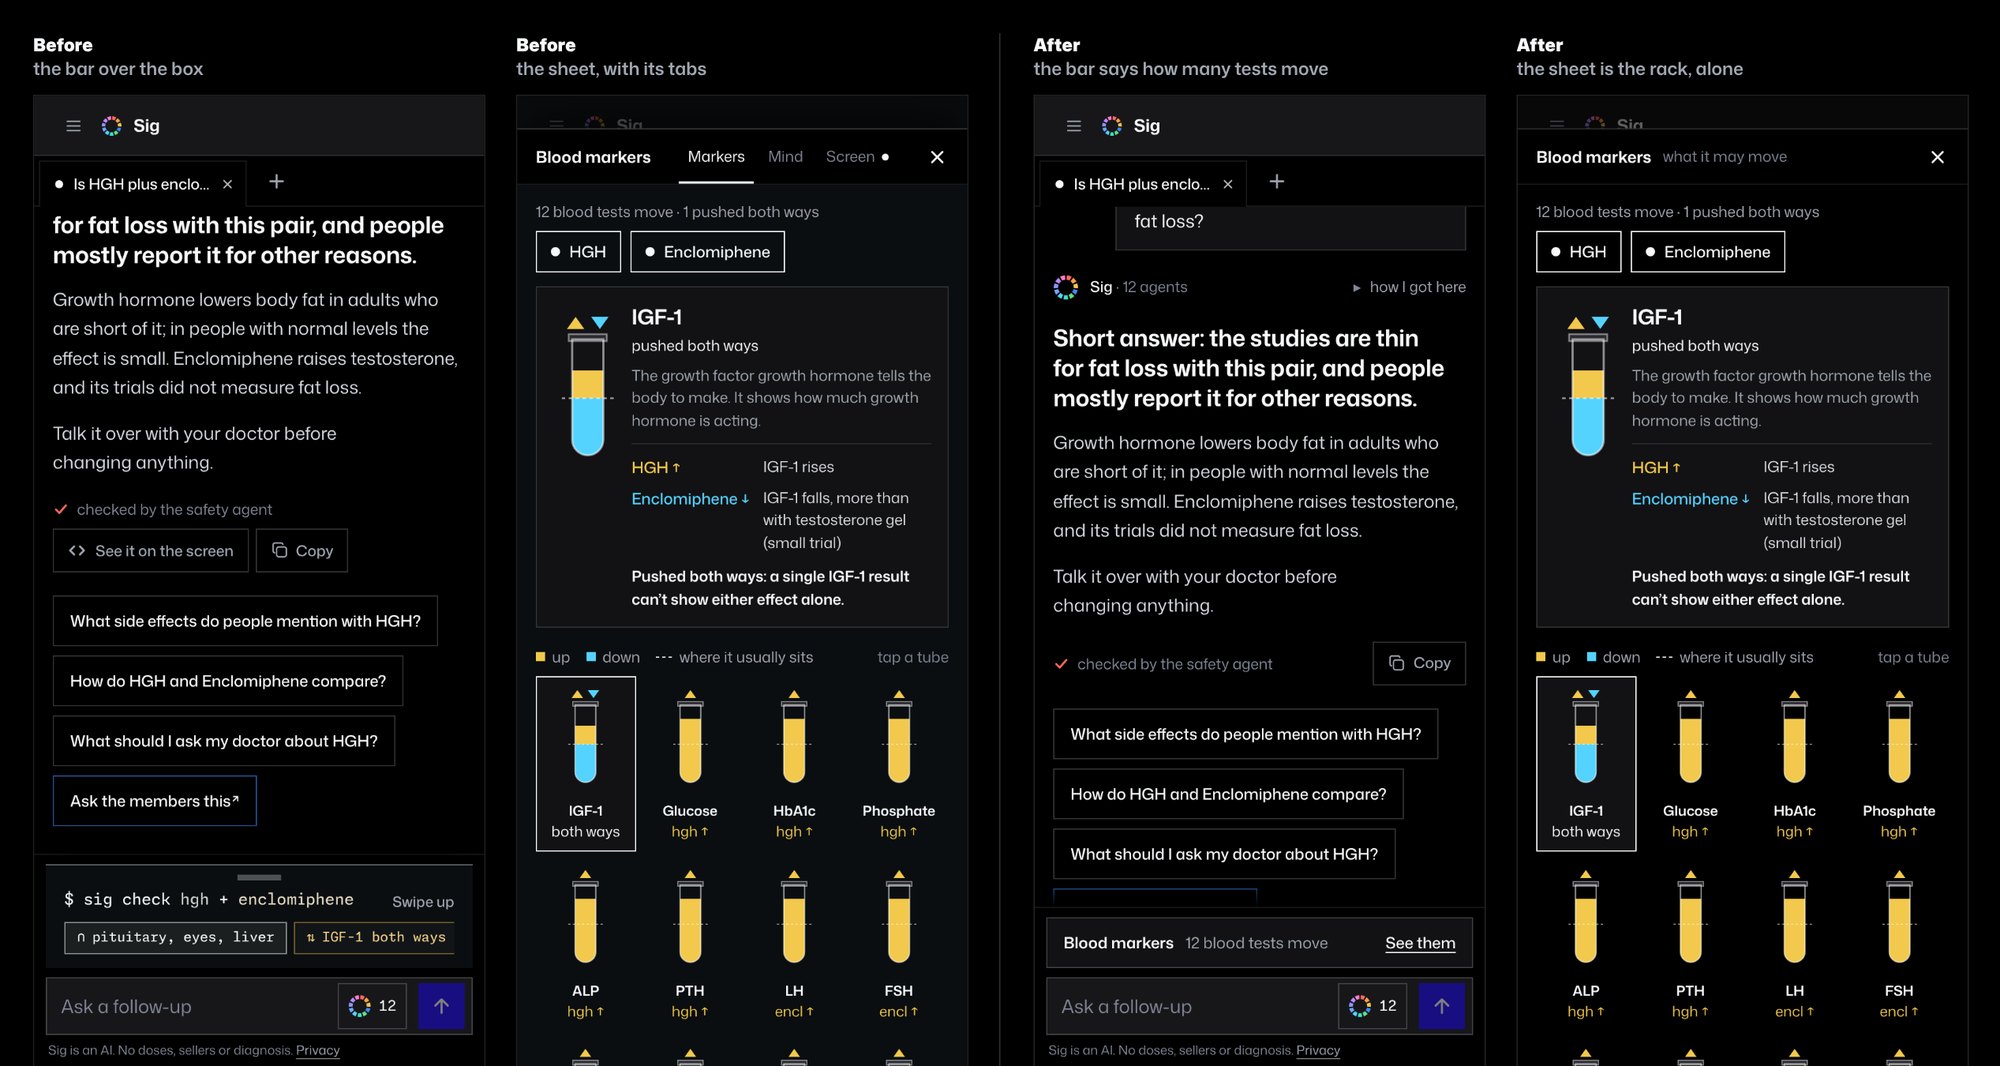 Before
the bar over the box
Sig
Is HGH plus enclo...
for fat loss with this pair, and people
mostly report it for other reasons.
Growth hormone lowers body fat in adults who
are short of it; in people with normal levels the
effect is small. Enclomiphene raises testosterone,
and its trials did not measure fat loss.
Talk it over with your doctor before
changing anything.
checked by the safety agent
See it on the screen
Copy
What side effects do people mention with HGH?
How do HGH and Enclomiphene compare?
What should I ask my doctor about HGH?
Ask the members this↗
$ sig check hgh + enclomiphene
Swipe up
∩ pituitary, eyes, liver
⇅ IGF-1 both ways
Ask a follow-up
12
Sig is an AI. No doses, sellers or diagnosis. Privacy
Before
the sheet, with its tabs
Sig
Blood markers
Markers
Mind
Screen
12 blood tests move · 1 pushed both ways
HGH
Enclomiphene
IGF-1
pushed both ways
The growth factor growth hormone tells the
body to make. It shows how much growth
hormone is acting.
HGH ↑ IGF-1 rises
Enclomiphene ↓ IGF-1 falls, more than
with testosterone gel
(small trial)
Pushed both ways: a single IGF-1 result
can't show either effect alone.
up down --- where it usually sits tap a tube
IGF-1 Glucose HbA1c Phosphate
both ways hgh ↑ hgh ↑ hgh ↑
ALP PTH LH FSH
hgh ↑ hgh ↑ encl ↑ encl ↑
After
the bar says how many tests move
Sig
Is HGH plus enclo...
fat loss?
Sig · 12 agents
how I got here
Short answer: the studies are thin
for fat loss with this pair, and people
mostly report it for other reasons.
Growth hormone lowers body fat in adults who
are short of it; in people with normal levels the
effect is small. Enclomiphene raises testosterone,
and its trials did not measure fat loss.
Talk it over with your doctor before
changing anything.
checked by the safety agent
Copy
What side effects do people mention with HGH?
How do HGH and Enclomiphene compare?
What should I ask my doctor about HGH?
Blood markers 12 blood tests move See them
Ask a follow-up
12
Sig is an AI. No doses, sellers or diagnosis. Privacy
After
the sheet is the rack, alone
Sig
Blood markers what it may move
12 blood tests move · 1 pushed both ways
HGH
Enclomiphene
IGF-1
pushed both ways
The growth factor growth hormone tells the
body to make. It shows how much growth
hormone is acting.
HGH ↑ IGF-1 rises
Enclomiphene ↓ IGF-1 falls, more than
with testosterone gel
(small trial)
Pushed both ways: a single IGF-1 result
can't show either effect alone.
up down --- where it usually sits tap a tube
IGF-1 Glucose HbA1c Phosphate
both ways hgh ↑ hgh ↑ hgh ↑
ALP PTH LH FSH
hgh ↑ hgh ↑ encl ↑ encl ↑